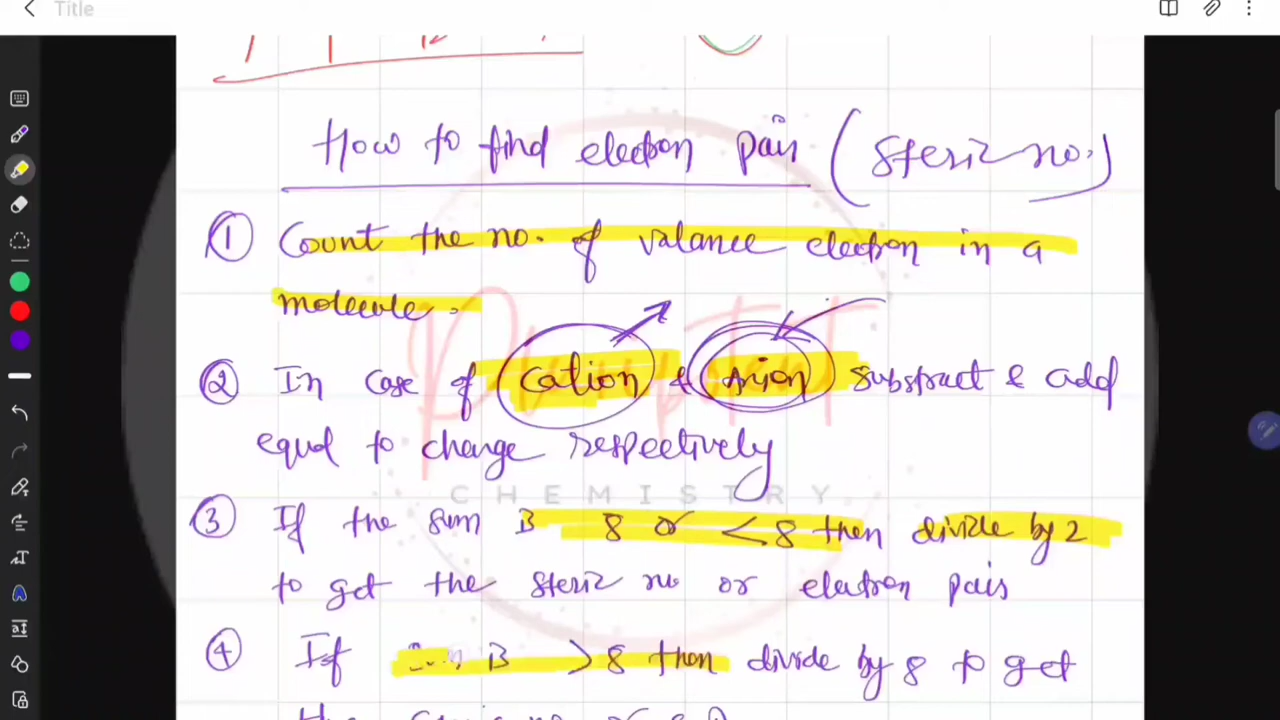 Title
How to find electron pair (Steric no.)
① Count the no. of valance electron in a
molecule.
② In case of Cation & Anion substract & add
equal to change respectively
CHEMISTRY
③ If the sum is 8 or <8 then divide by 2
to get the steric no or electron pairs
④ If Sum is >8 then divide by 8 to get